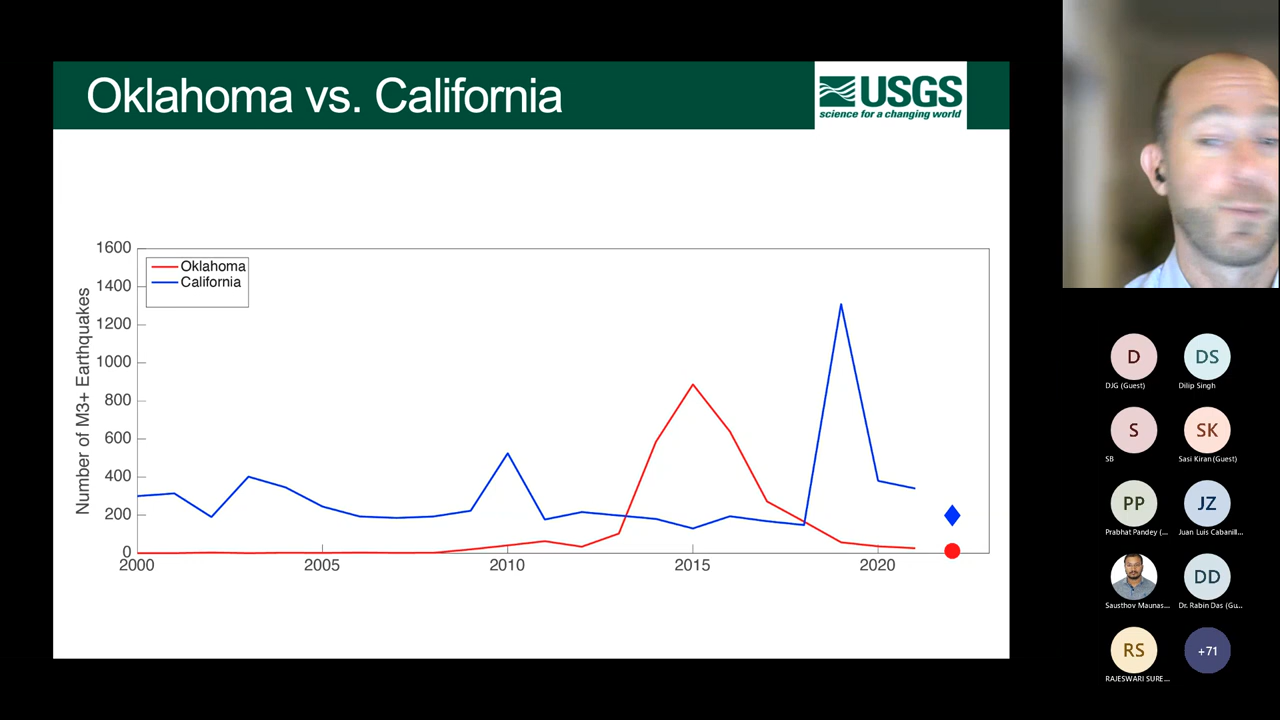 Oklahoma vs. California
USGS
science for a changing world
1600
1400
1200
1000
800
600
400
200
0
Number of M3+ Earthquakes
Oklahoma
California
2000
2005
2010
2015
2020
D
DJG (Guest)
DS
Dilip Singh
S
SB
SK
Sasi Kiran (Guest)
PP
Prabhat Pandey (...
JZ
Juan Luis Cabanill...
Sausthov Maunas...
DD
Dr. Rabin Das (Gu...
RS
RAJESWARI SURE...
+71